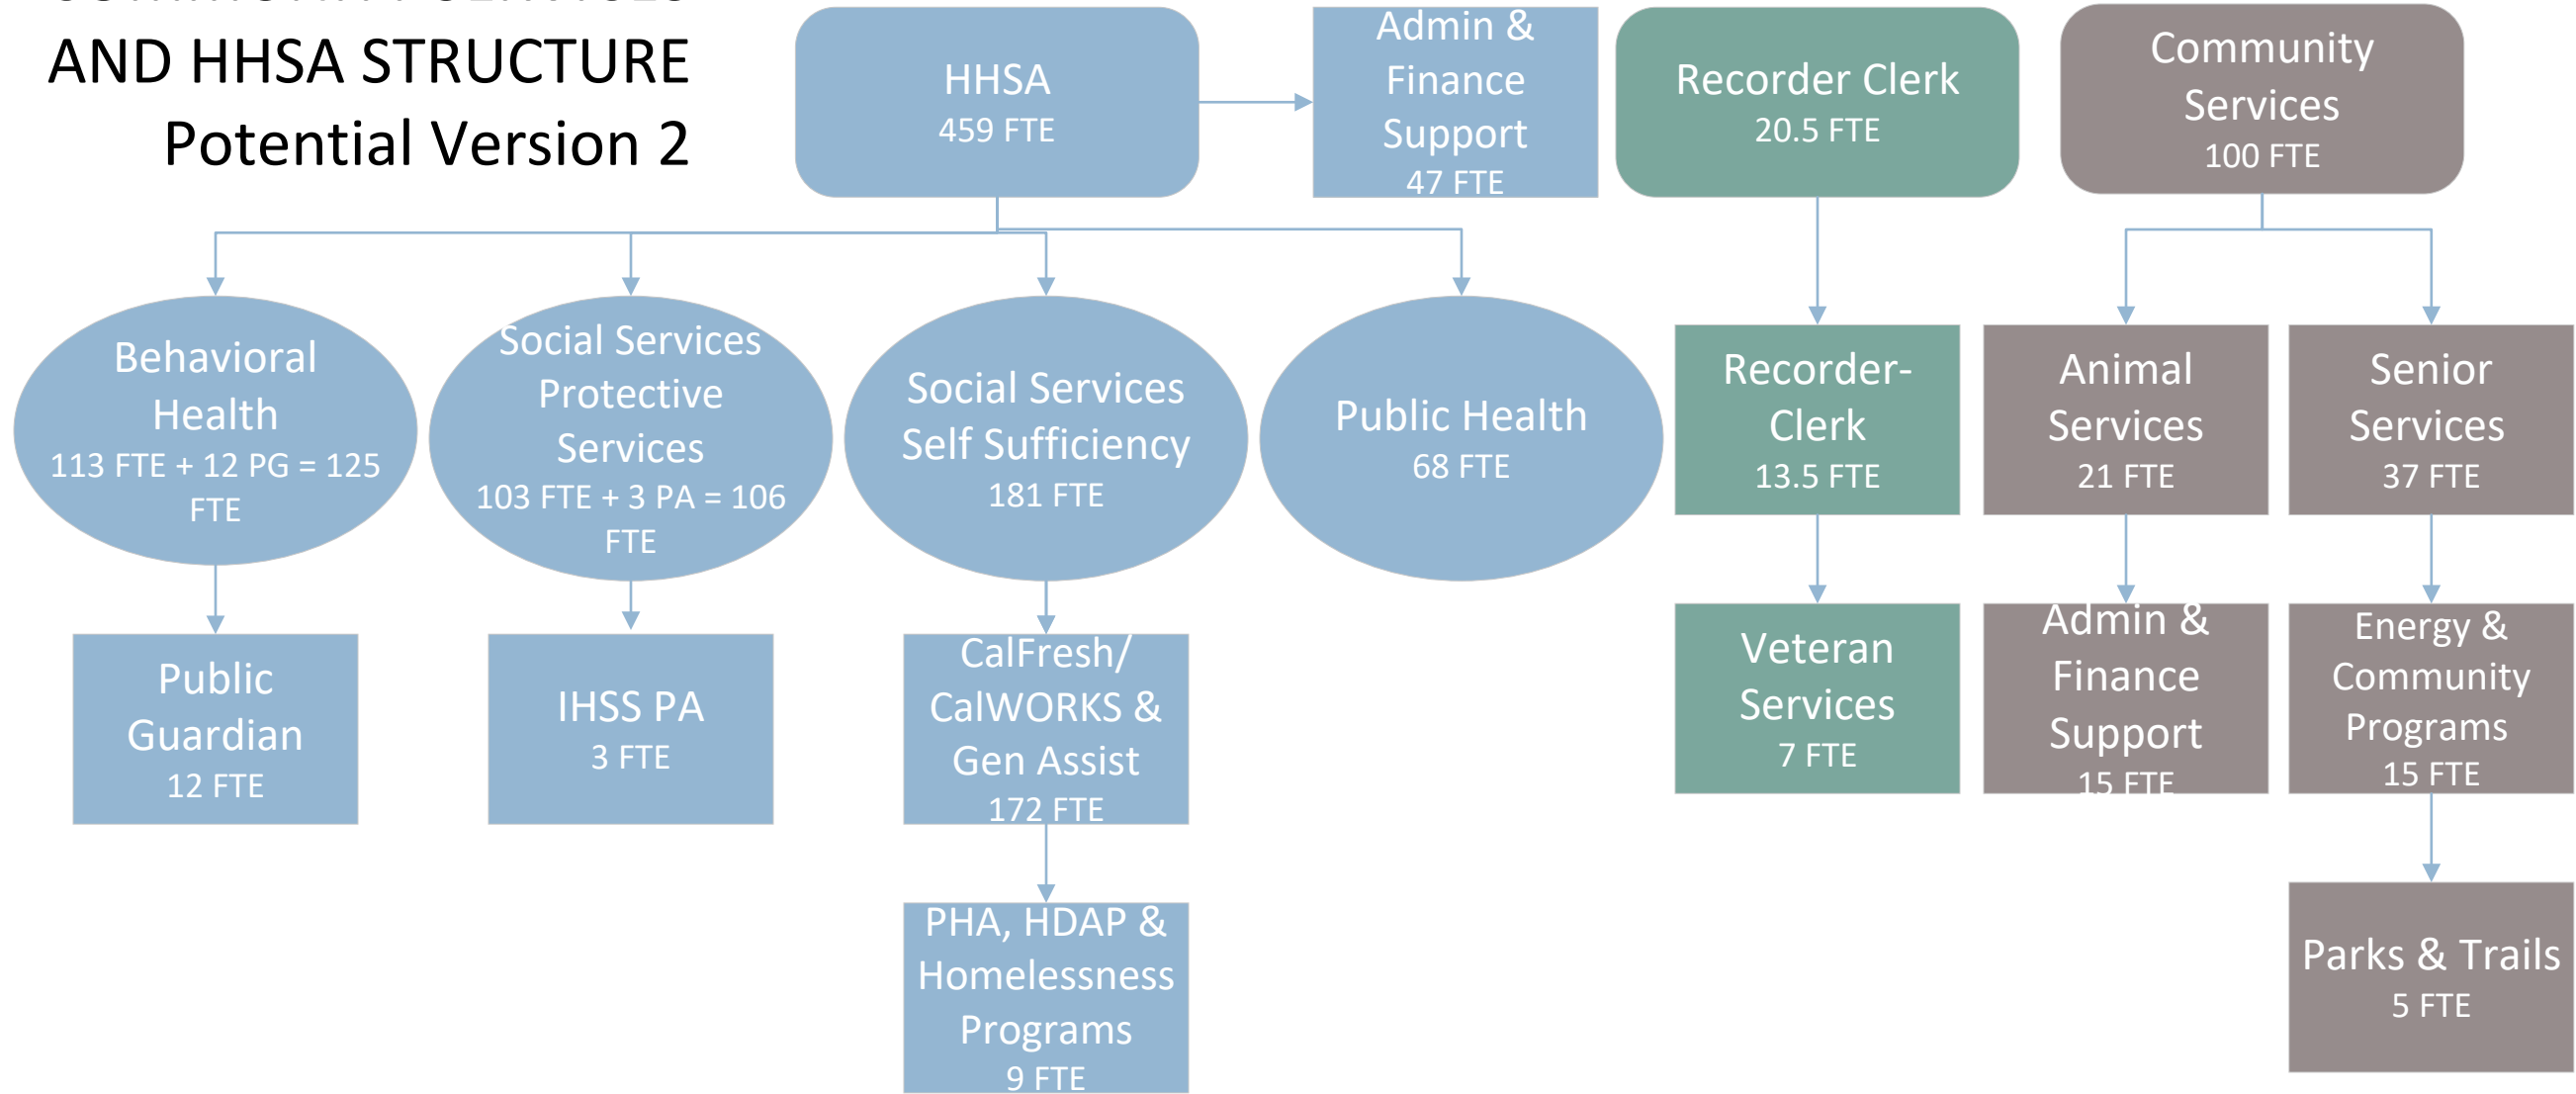 AND HHSA STRUCTURE
Potential Version 2
HHSA
459 FTE
Admin &
Finance
Support
47 FTE
Recorder Clerk
20.5 FTE
Community
Services
100 FTE
Behavioral
Health
113 FTE + 12 PG = 125
FTE
Social Services
Protective
Services
103 FTE + 3 PA = 106
FTE
Social Services
Self Sufficiency
181 FTE
Public Health
68 FTE
Recorder-
Clerk
13.5 FTE
Animal
Services
21 FTE
Senior
Services
37 FTE
Public
Guardian
12 FTE
IHSS PA
3 FTE
CalFresh/
CalWORKS &
Gen Assist
172 FTE
Veteran
Services
7 FTE
Admin &
Finance
Support
15 FTE
Energy &
Community
Programs
15 FTE
PHA, HDAP &
Homelessness
Programs
9 FTE
Parks & Trails
5 FTE